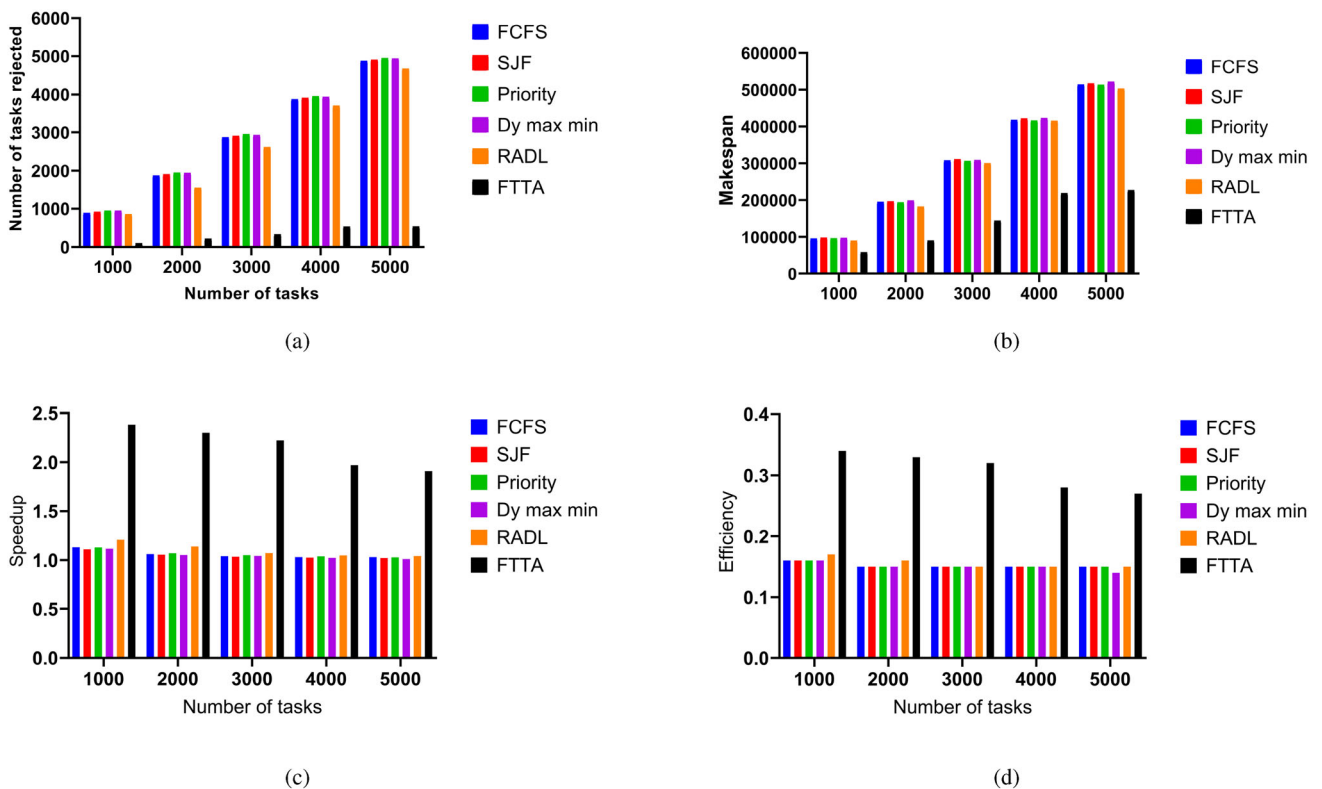 Number of tasks rejected
6000
5000
4000
3000
2000
1000
0
1000 2000 3000 4000 5000
Number of tasks
FCFS
SJF
Priority
Dy max min
RADL
FTTA
(a)
Makespan
600000
500000
400000
300000
200000
100000
0
1000 2000 3000 4000 5000
FCFS
SJF
Priority
Dy max min
RADL
FTTA
(b)
Speedup
2.5
2.0
1.5
1.0
0.5
0.0
1000 2000 3000 4000 5000
Number of tasks
FCFS
SJF
Priority
Dy max min
RADL
FTTA
(c)
Efficiency
0.4
0.3
0.2
0.1
0.0
1000 2000 3000 4000 5000
Number of tasks
FCFS
SJF
Priority
Dy max min
RADL
FTTA
(d)